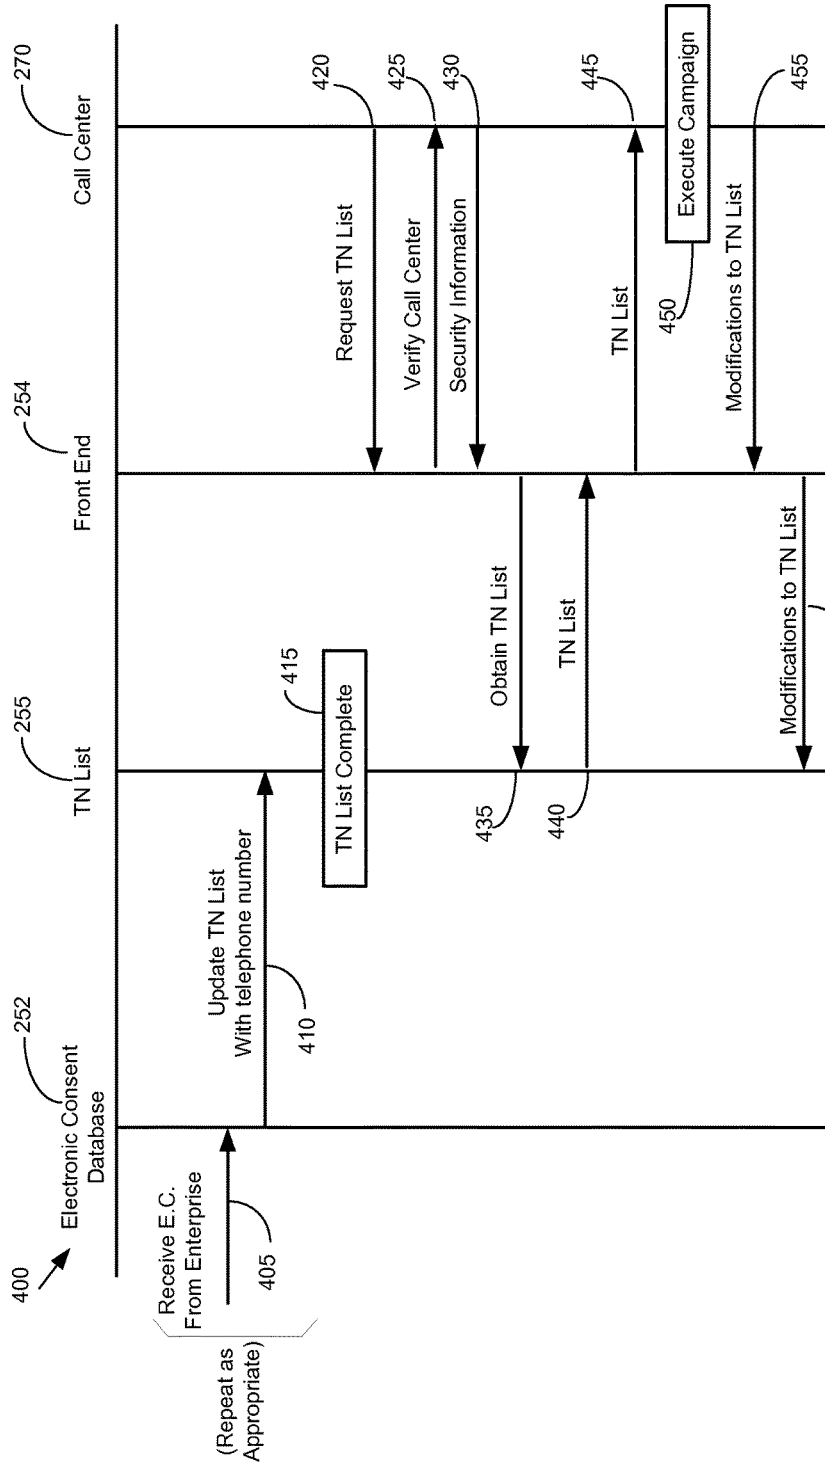 400
Electronic Consent
Database
252
TN List
255
Front End
254
Call Center
270
(Repeat as
Appropriate)
Receive E.C.
From Enterprise
405
Update TN List
With telephone number
410
TN List Complete
415
Request TN List
420
Verify Call Center
425
Security Information
430
Obtain TN List
435
TN List
440
TN List
445
Execute Campaign
450
Modifications to TN List
455
Modifications to TN List